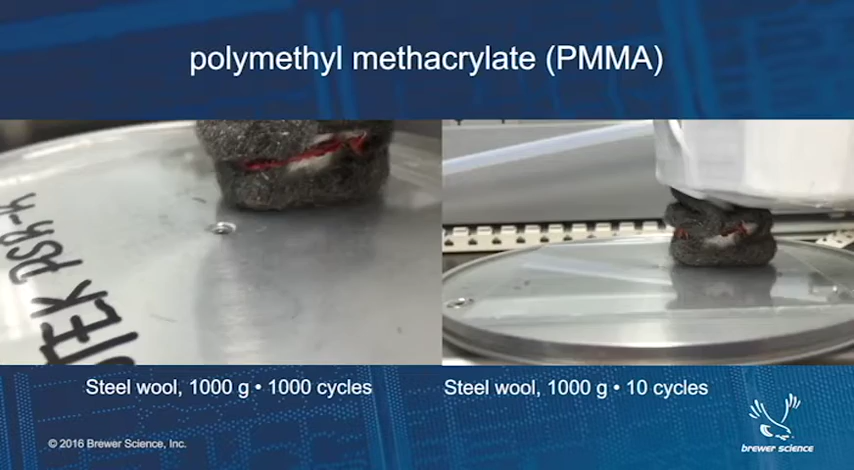 polymethyl methacrylate (PMMA)
Steel wool, 1000 g • 1000 cycles
Steel wool, 1000 g • 10 cycles
© 2016 Brewer Science, Inc.
brewer science